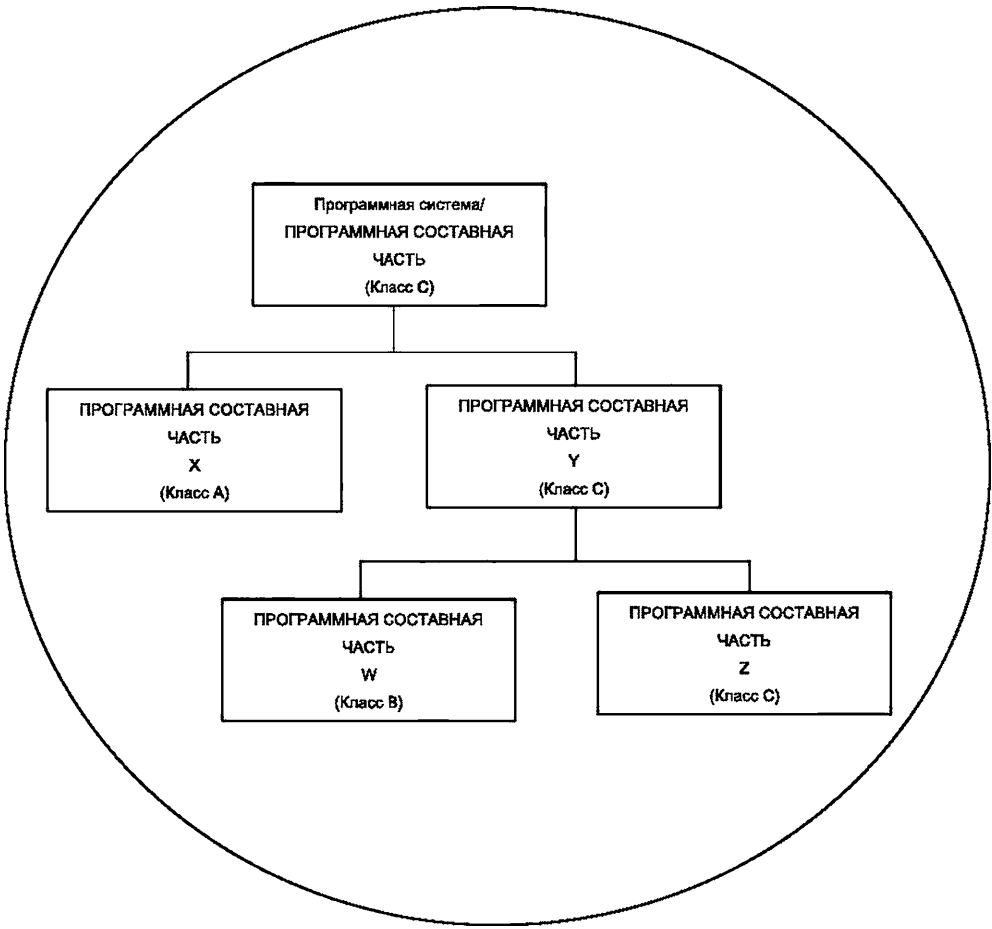 Программная система/
ПРОГРАММНАЯ СОСТАВНАЯ
ЧАСТЬ
(Класс C)
ПРОГРАММНАЯ СОСТАВНАЯ
ЧАСТЬ
X
(Класс A)
ПРОГРАММНАЯ СОСТАВНАЯ
ЧАСТЬ
Y
(Класс C)
ПРОГРАММНАЯ СОСТАВНАЯ
ЧАСТЬ
W
(Класс B)
ПРОГРАММНАЯ СОСТАВНАЯ
ЧАСТЬ
Z
(Класс C)